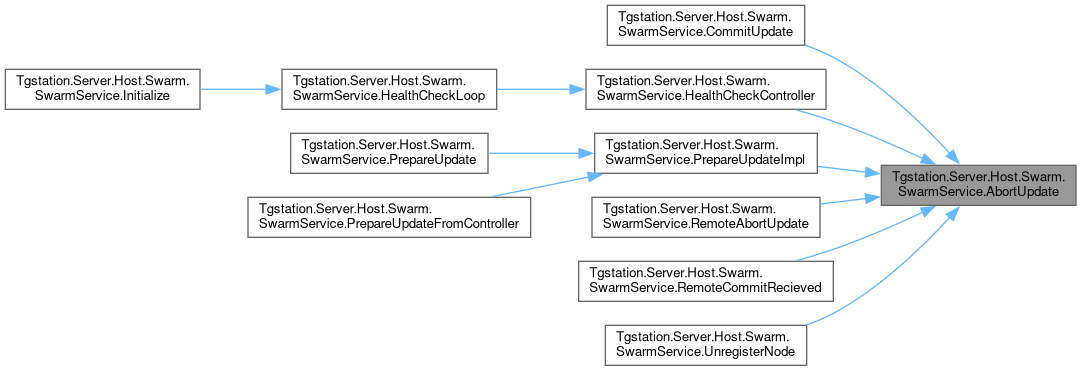 Tgstation.Server.Host.Swarm.
SwarmService.CommitUpdate
Tgstation.Server.Host.Swarm.
SwarmService.Initialize
Tgstation.Server.Host.Swarm.
SwarmService.HealthCheckLoop
Tgstation.Server.Host.Swarm.
SwarmService.HealthCheckController
Tgstation.Server.Host.Swarm.
SwarmService.PrepareUpdate
Tgstation.Server.Host.Swarm.
SwarmService.PrepareUpdateImpl
Tgstation.Server.Host.Swarm.
SwarmService.AbortUpdate
Tgstation.Server.Host.Swarm.
SwarmService.PrepareUpdateFromController
Tgstation.Server.Host.Swarm.
SwarmService.RemoteAbortUpdate
Tgstation.Server.Host.Swarm.
SwarmService.RemoteCommitRecieved
Tgstation.Server.Host.Swarm.
SwarmService.UnregisterNode